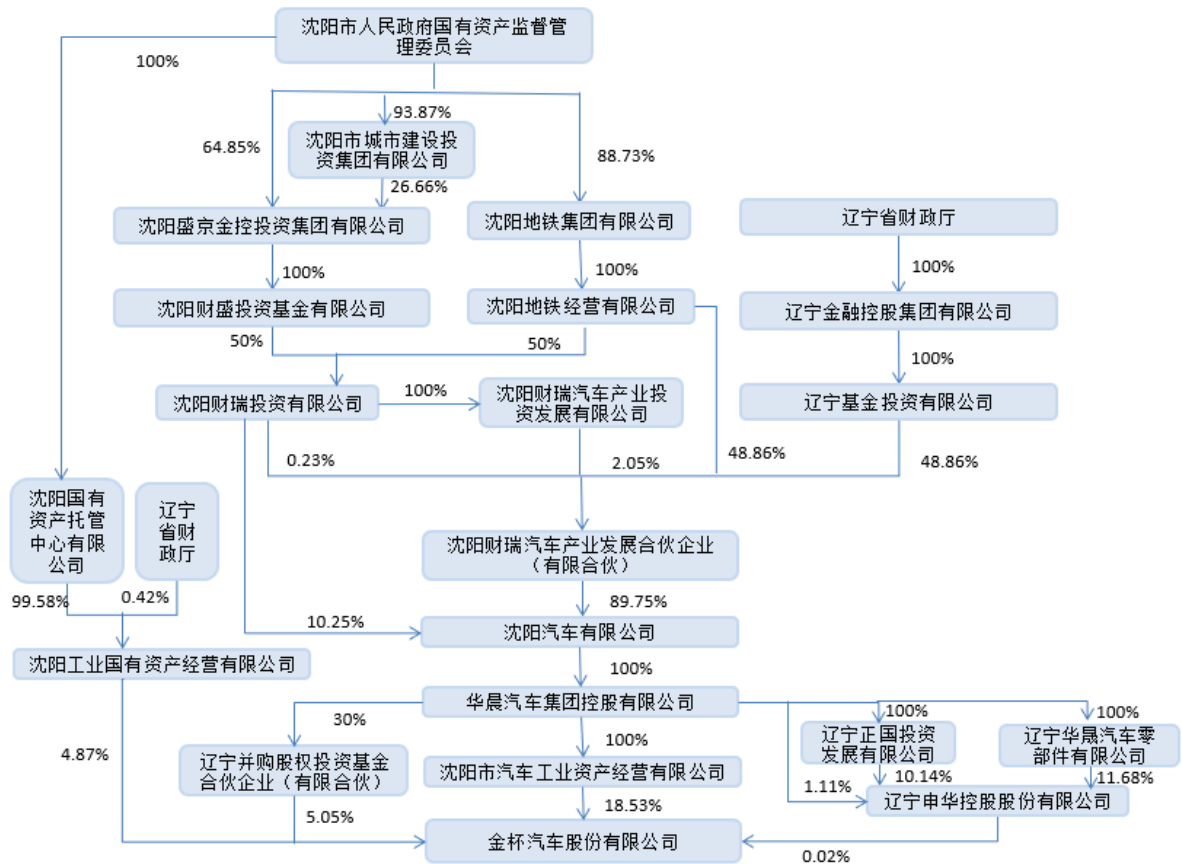 沈阳市人民政府国有资产监督管
理委员会
100%
93.87%
沈阳市城市建设投
资集团有限公司
64.85%
88.73%
26.66%
沈阳盛京金控投资集团有限公司
沈阳地铁集团有限公司
辽宁省财政厅
100%
100%
100%
沈阳财盛投资基金有限公司
沈阳地铁经营有限公司
辽宁金融控股集团有限公司
50%
50%
100%
沈阳财瑞投资有限公司
100%
沈阳财瑞汽车产业投
资发展有限公司
辽宁基金投资有限公司
0.23%
2.05%
48.86%
48.86%
沈阳国有
资产托管
中心有限
公司
辽宁
省财
政厅
沈阳财瑞汽车产业发展合伙企业
（有限合伙）
99.58%
0.42%
89.75%
10.25%
沈阳汽车有限公司
沈阳工业国有资产经营有限公司
100%
华晨汽车集团控股有限公司
30%
100%
100%
100%
4.87%
辽宁并购股权投资基金
合伙企业（有限合伙）
沈阳市汽车工业资产经营有限公司
辽宁正国投资
发展有限公司
辽宁华晟汽车零
部件有限公司
1.11%
10.14%
11.68%
辽宁申华控股股份有限公司
5.05%
18.53%
金杯汽车股份有限公司
0.02%